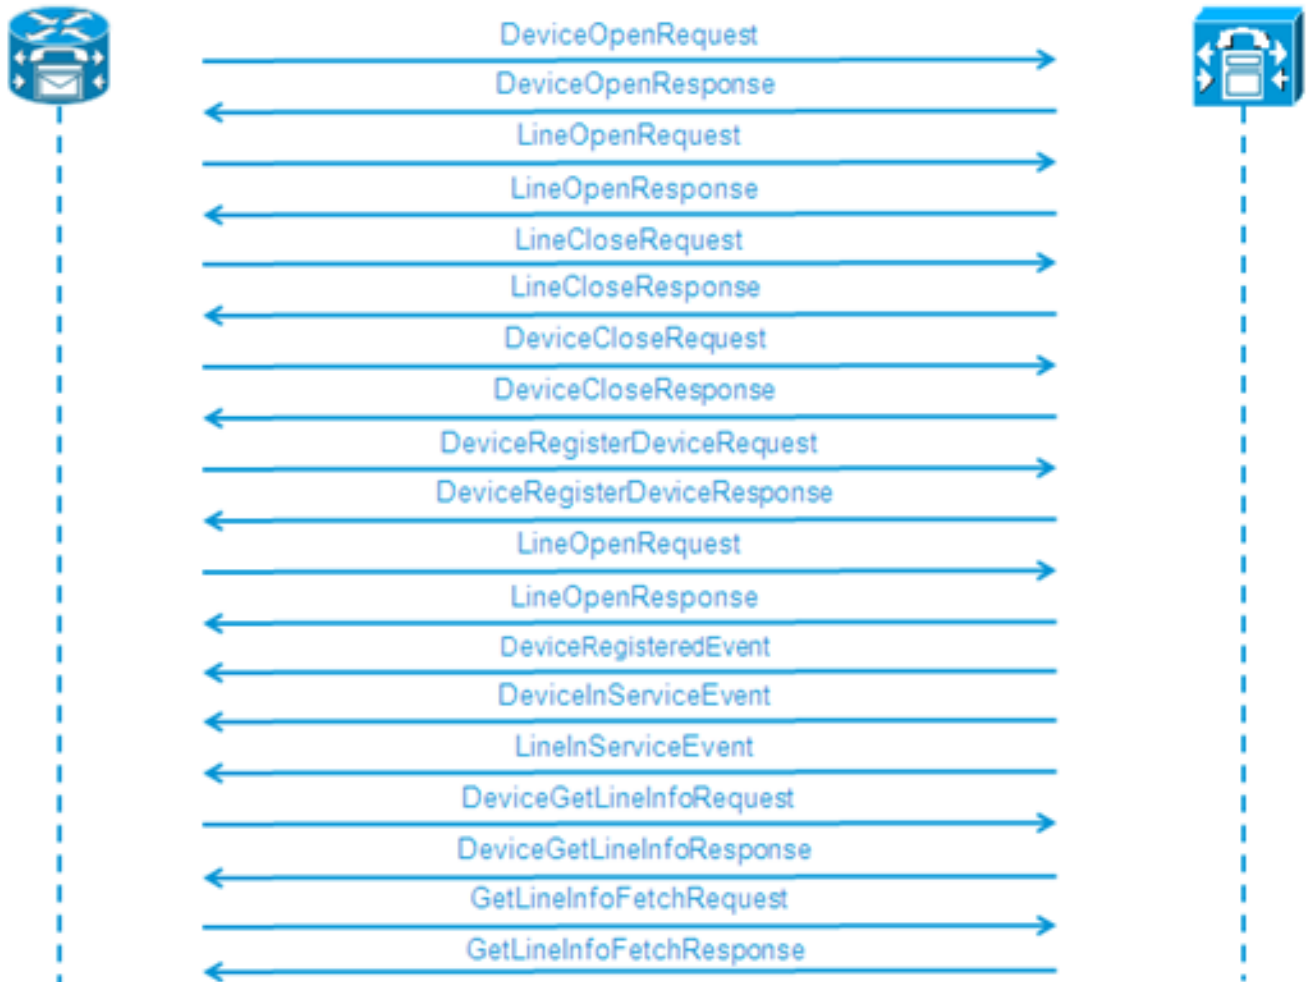 DeviceOpenRequest
DeviceOpenResponse
LineOpenRequest
LineOpenResponse
LineCloseRequest
LineCloseResponse
DeviceCloseRequest
DeviceCloseResponse
DeviceRegisterDeviceRequest
DeviceRegisterDeviceResponse
LineOpenRequest
LineOpenResponse
DeviceRegisteredEvent
DeviceInServiceEvent
LineInServiceEvent
DeviceGetLineInfoRequest
DeviceGetLineInfoResponse
GetLineInfoFetchRequest
GetLineInfoFetchResponse